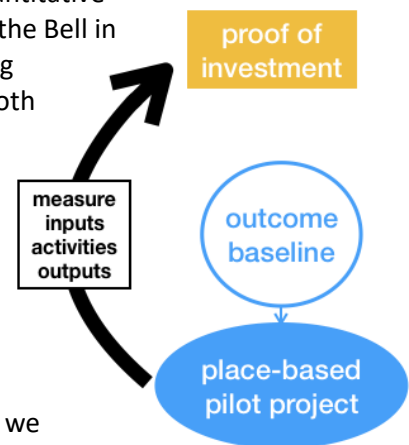 the Bell in
proof of
investment
measure
inputs
activities
outputs
outcome
baseline
place-based
pilot project
we